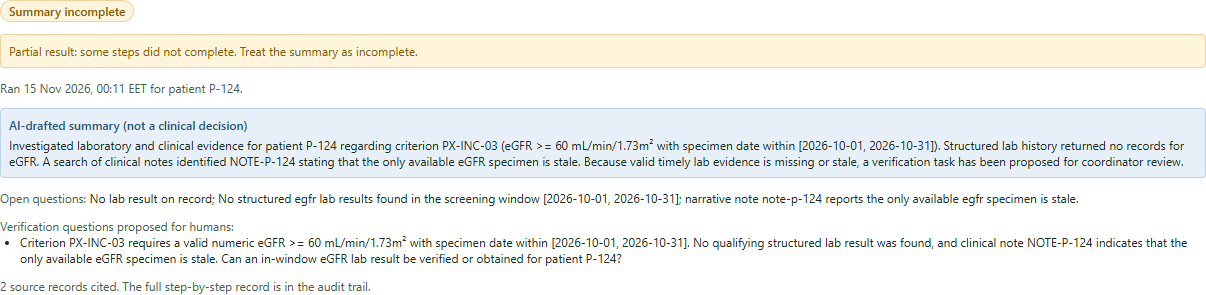 Summary incomplete
Partial result: some steps did not complete. Treat the summary as incomplete.
Ran 15 Nov 2026, 00:11 EET for patient P-124.
AI-drafted summary (not a clinical decision)
Investigated laboratory and clinical evidence for patient P-124 regarding criterion PX-INC-03 (eGFR >= 60 mL/min/1.73m² with specimen date within [2026-10-01, 2026-10-31]). Structured lab history returned no records for
eGFR. A search of clinical notes identified NOTE-P-124 stating that the only available eGFR specimen is stale. Because valid timely lab evidence is missing or stale, a verification task has been proposed for coordinator review.
Open questions: No lab result on record; No structured egfr lab results found in the screening window [2026-10-01, 2026-10-31]; narrative note note-p-124 reports the only available egfr specimen is stale.
Verification questions proposed for humans:
• Criterion PX-INC-03 requires a valid numeric eGFR >= 60 mL/min/1.73m² with specimen date within [2026-10-01, 2026-10-31]. No qualifying structured lab result was found, and clinical note NOTE-P-124 indicates that the
only available eGFR specimen is stale. Can an in-window eGFR lab result be verified or obtained for patient P-124?
2 source records cited. The full step-by-step record is in the audit trail.